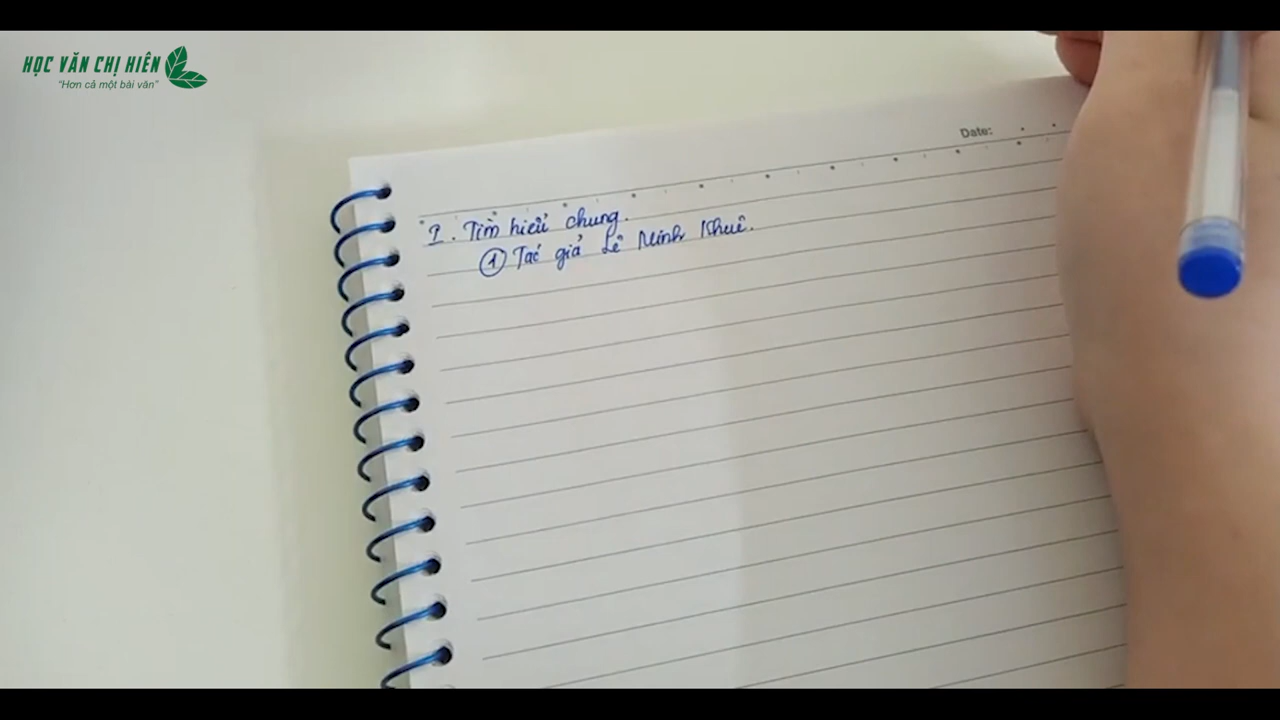 HỌC VĂN CHỊ HIÊN
"Hơn cả một bài văn"
Date:
I. Tìm hiểu chung.
① Tác giả Lê Minh Khuê.